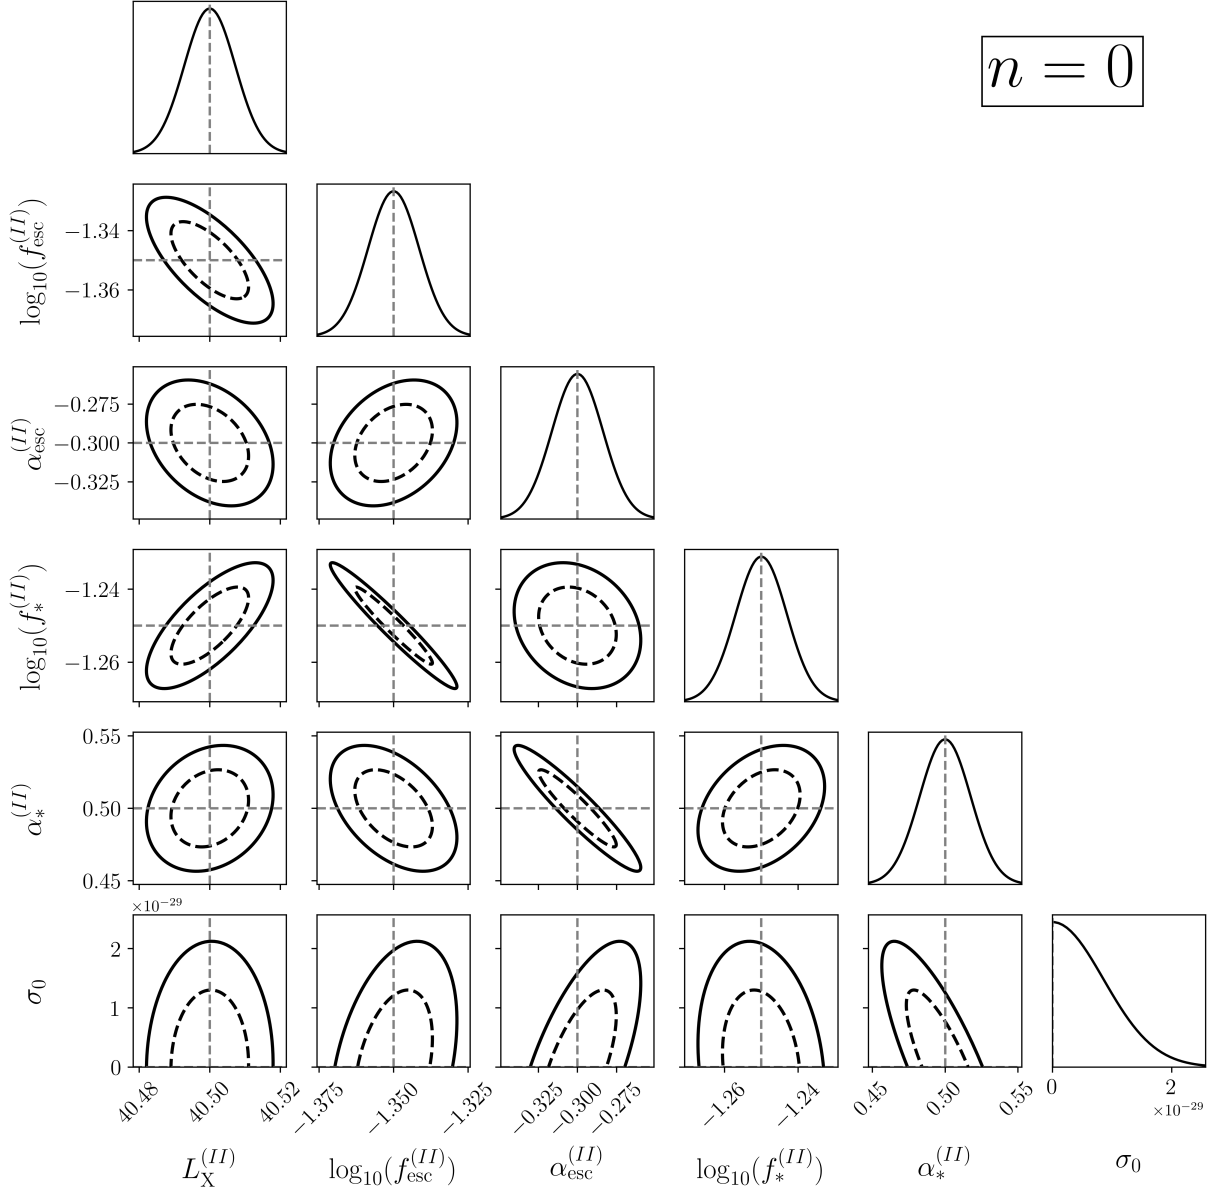 n = 0
log₁₀(f_esc^(II))
−1.34
−1.36
α_esc^(II)
−0.275
−0.300
−0.325
log₁₀(f_*^(II))
−1.24
−1.26
α_*^(II)
0.55
0.50
0.45
×10⁻²⁹
σ₀
2
1
0
40.48 40.50 40.52 −1.375 −1.350 −1.325 −0.325 −0.300 −0.275 −1.26 −1.24 0.45 0.50 0.55 0 2
×10⁻²⁹
L_X^(II) log₁₀(f_esc^(II)) α_esc^(II) log₁₀(f_*^(II)) α_*^(II) σ₀